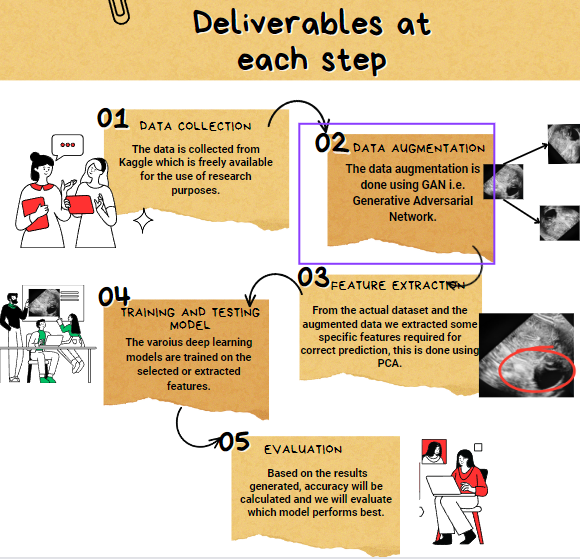 Deliverables at
each step
01
DATA COLLECTION
The data is collected from
Kaggle which is freely available
for the use of research
purposes.
02
DATA AUGMENTATION
The data augmentation is
done using GAN i.e.
Generative Adversarial
Network.
03
FEATURE EXTRACTION
From the actual dataset and the
augmented data we extracted some
specific features required for
correct prediction, this is done using
PCA.
04
TRAINING AND TESTING
MODEL
The varoius deep learning
models are trained on the
selected or extracted
features.
05
EVALUATION
Based on the results
generated, accuracy will be
calculated and we will evaluate
which model performs best.